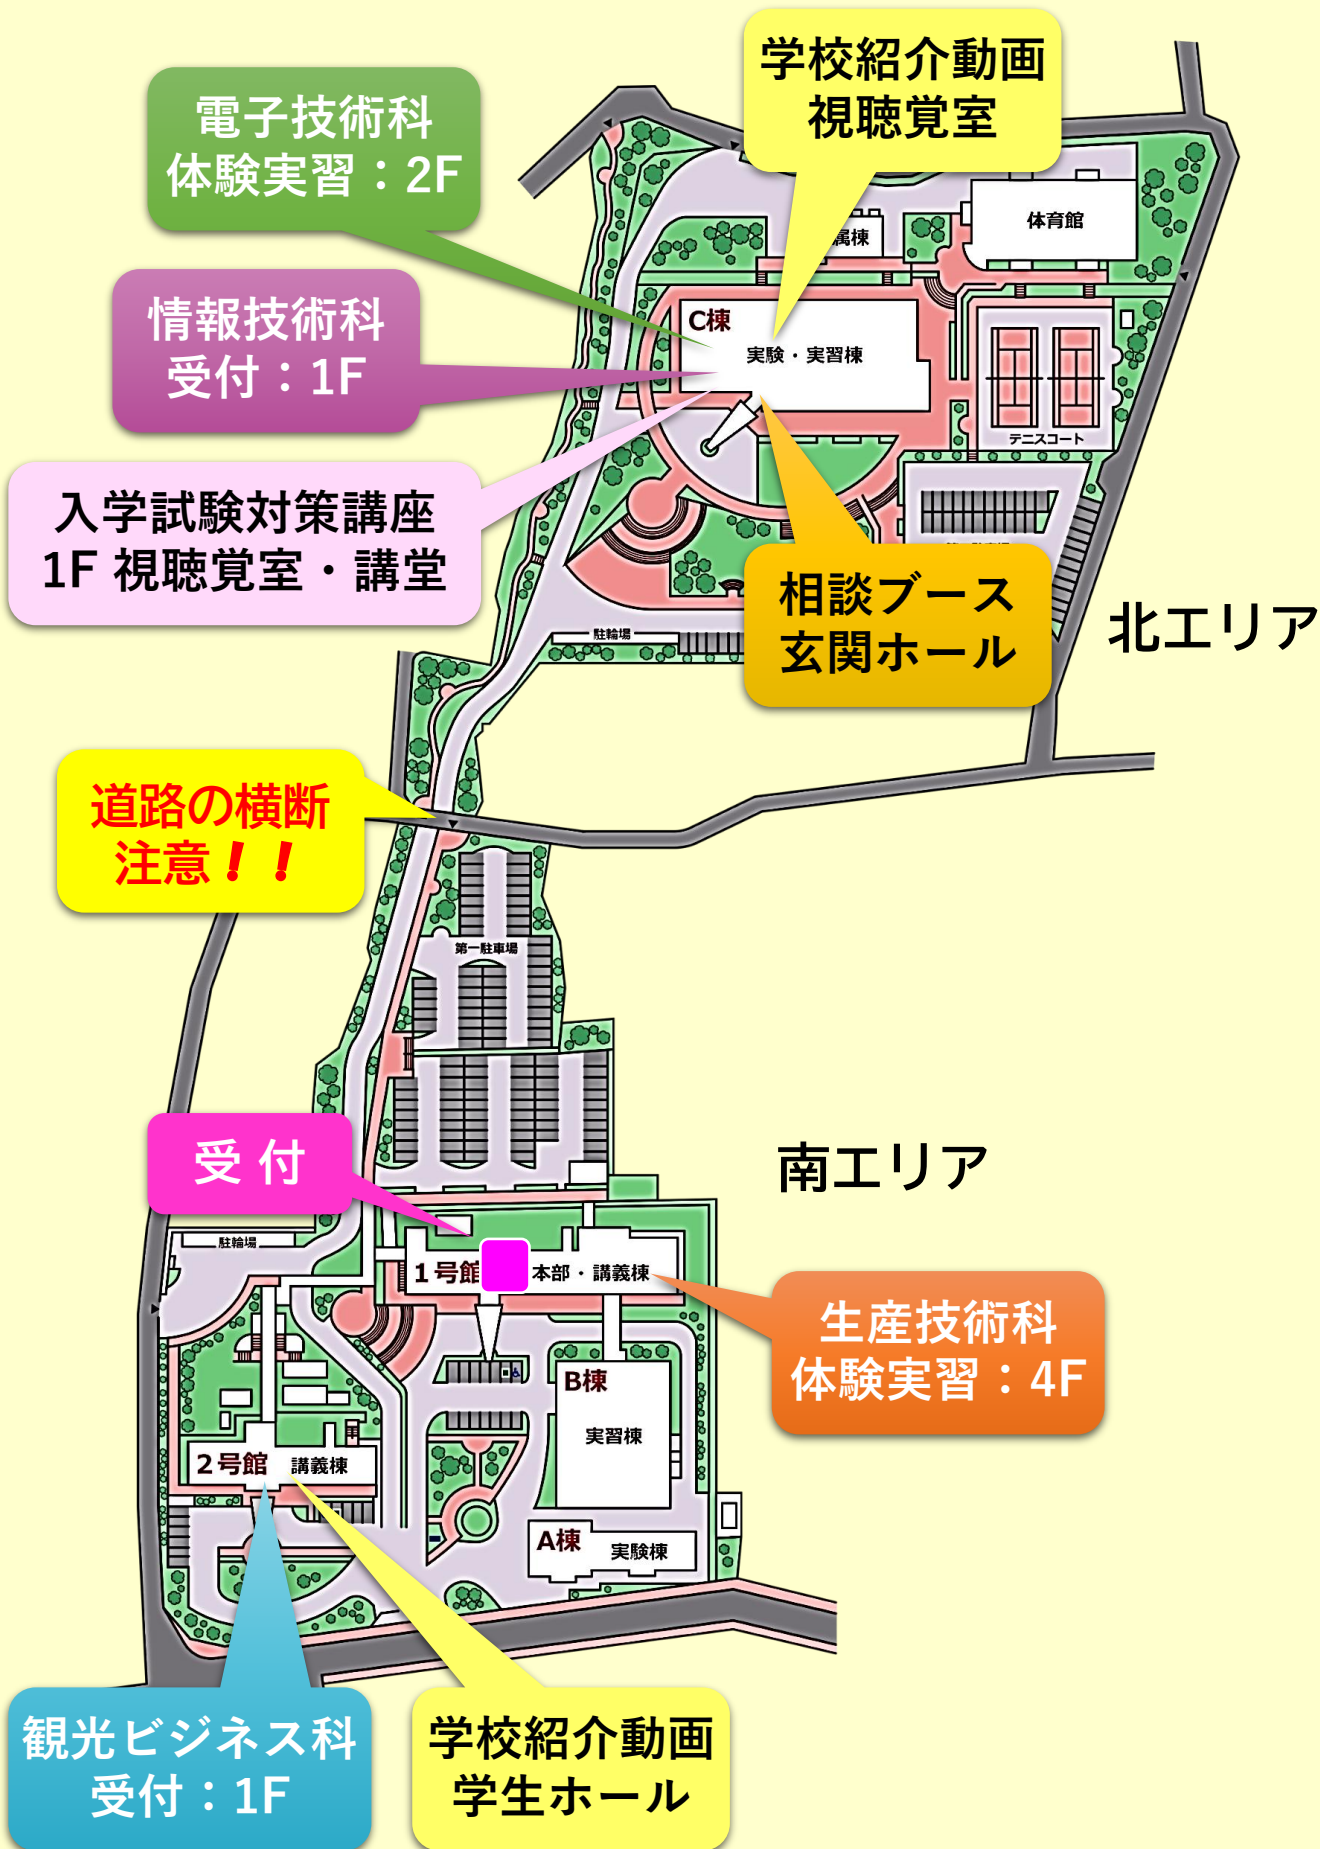 学校紹介動画
視聴覚室
電子技術科
体験実習：2F
体育館
属棟
情報技術科
受付：1F
C棟
実験・実習棟
テニスコート
入学試験対策講座
1F 視聴覚室・講堂
相談ブース
玄関ホール
北エリア
駐輪場
道路の横断
注意！！
第一駐車場
受付
南エリア
駐輪場
1号館
本部・講義棟
生産技術科
体験実習：4F
B棟
実習棟
2号館
講義棟
A棟
実験棟
観光ビジネス科
受付：1F
学校紹介動画
学生ホール